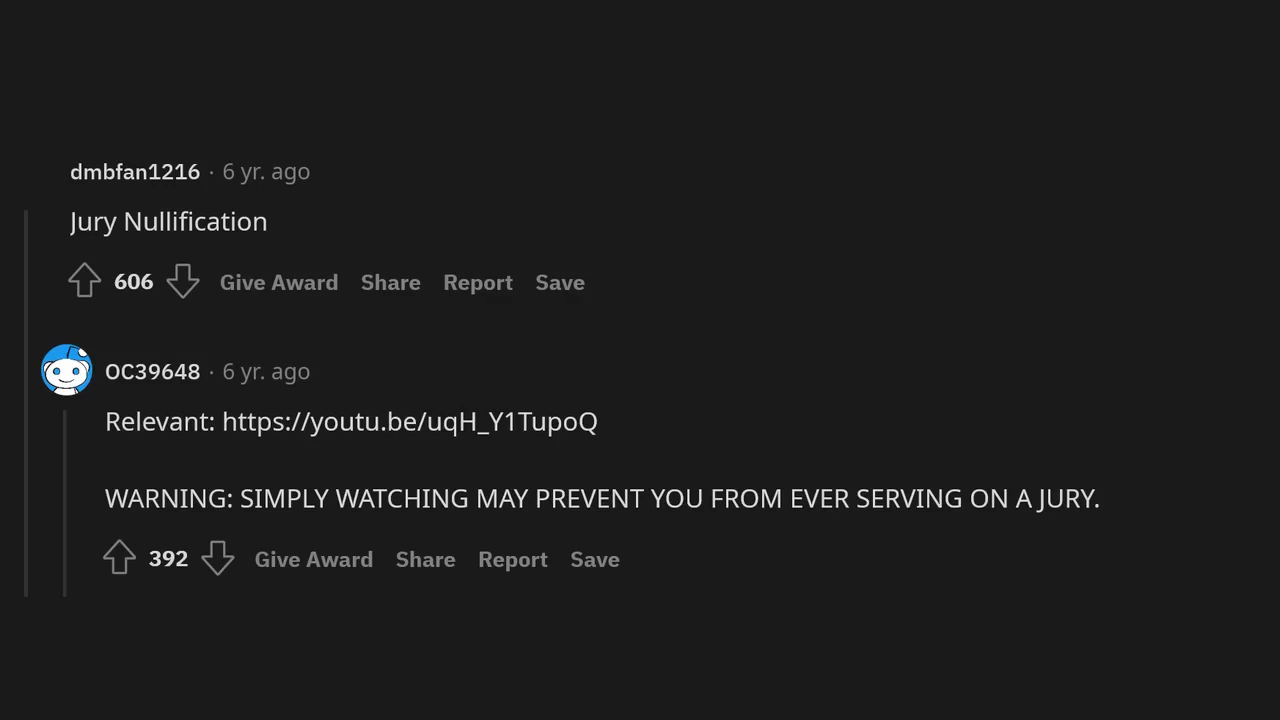 dmbfan1216 · 6 yr. ago
Jury Nullification
606 Give Award Share Report Save
OC39648 · 6 yr. ago
Relevant: https://youtu.be/uqH_Y1TupoQ
WARNING: SIMPLY WATCHING MAY PREVENT YOU FROM EVER SERVING ON A JURY.
392 Give Award Share Report Save